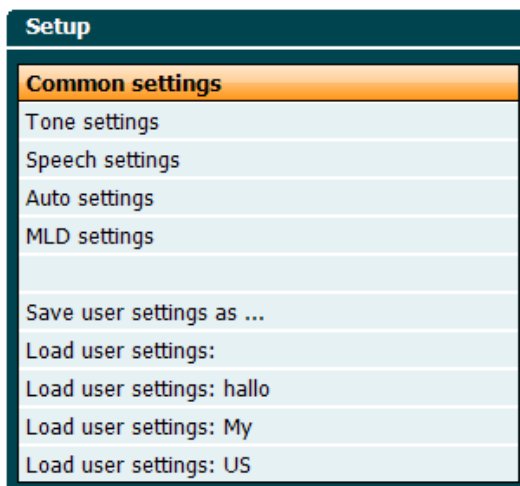 Setup
Common settings
Tone settings
Speech settings
Auto settings
MLD settings
Save user settings as ...
Load user settings:
Load user settings: hallo
Load user settings: My
Load user settings: US